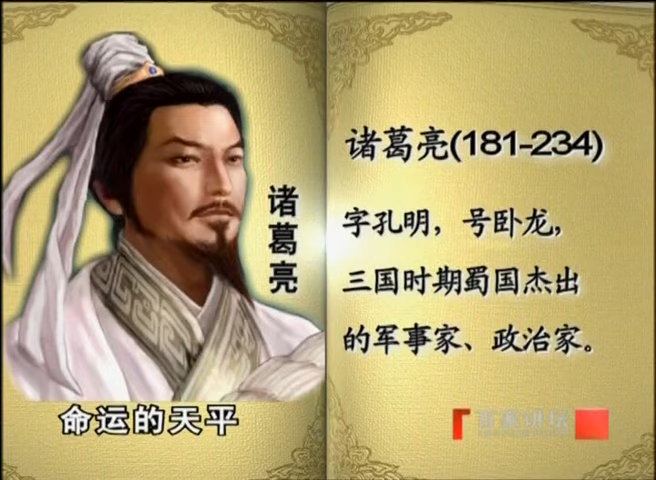 诸葛亮
命运的天平
诸葛亮(181-234)
字孔明，号卧龙，
三国时期蜀国杰出
的军事家、政治家。
百家讲坛